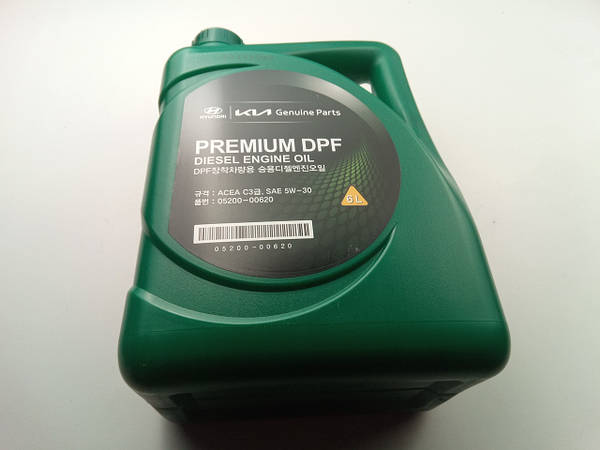 HYUNDAI KIA Genuine Parts
PREMIUM DPF
DIESEL ENGINE OIL
DPF장착차량용 승용디젤엔진오일
규격 : ACEA C3급, SAE 5W-30
품번 : 05200-00620
6L
05200-00620